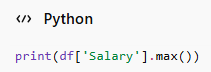 </> Python
print(df['Salary'].max())